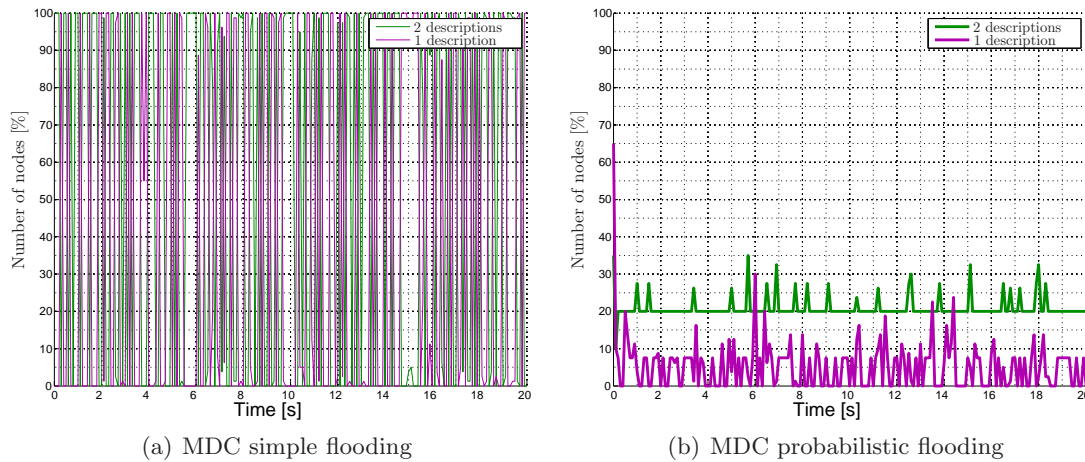 100
90
80
70
60
50
40
30
20
10
0
Number of nodes [%]
2 descriptions
1 description
0 2 4 6 8 10 12 14 16 18 20
Time [s]
(a) MDC simple flooding
100
90
80
70
60
50
40
30
20
10
0
Number of nodes [%]
2 descriptions
1 description
0 2 4 6 8 10 12 14 16 18 20
Time [s]
(b) MDC probabilistic flooding